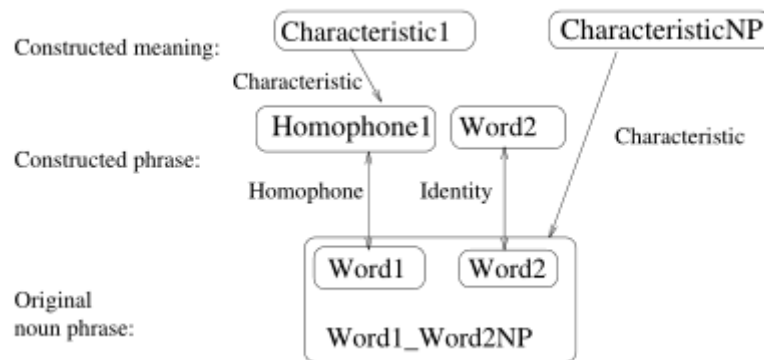 Constructed meaning:
Characteristic1
CharacteristicNP
Characteristic
Homophone1
Word2
Characteristic
Constructed phrase:
Homophone
Identity
Word1
Word2
Original
noun phrase:
Word1_Word2NP